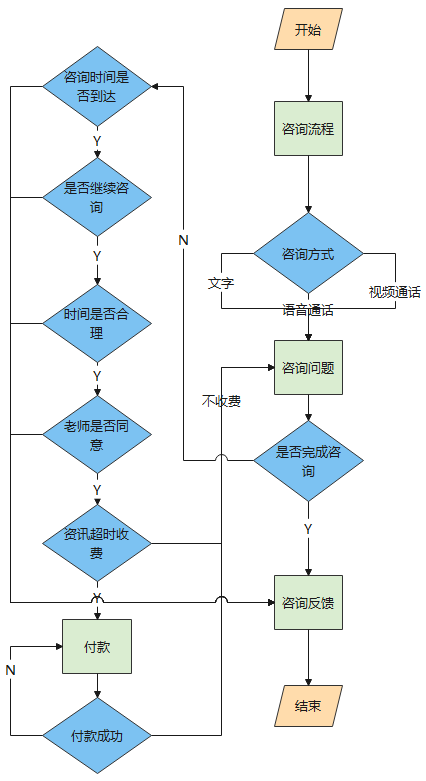 开始
咨询流程
咨询方式
文字
语音通话
视频通话
咨询问题
是否完成咨
询
Y
咨询反馈
结束
N
咨询时间是
否到达
Y
是否继续咨
询
Y
时间是否合
理
Y
老师是否同
意
Y
资讯超时收
费
不收费
Y
付款
N
付款成功